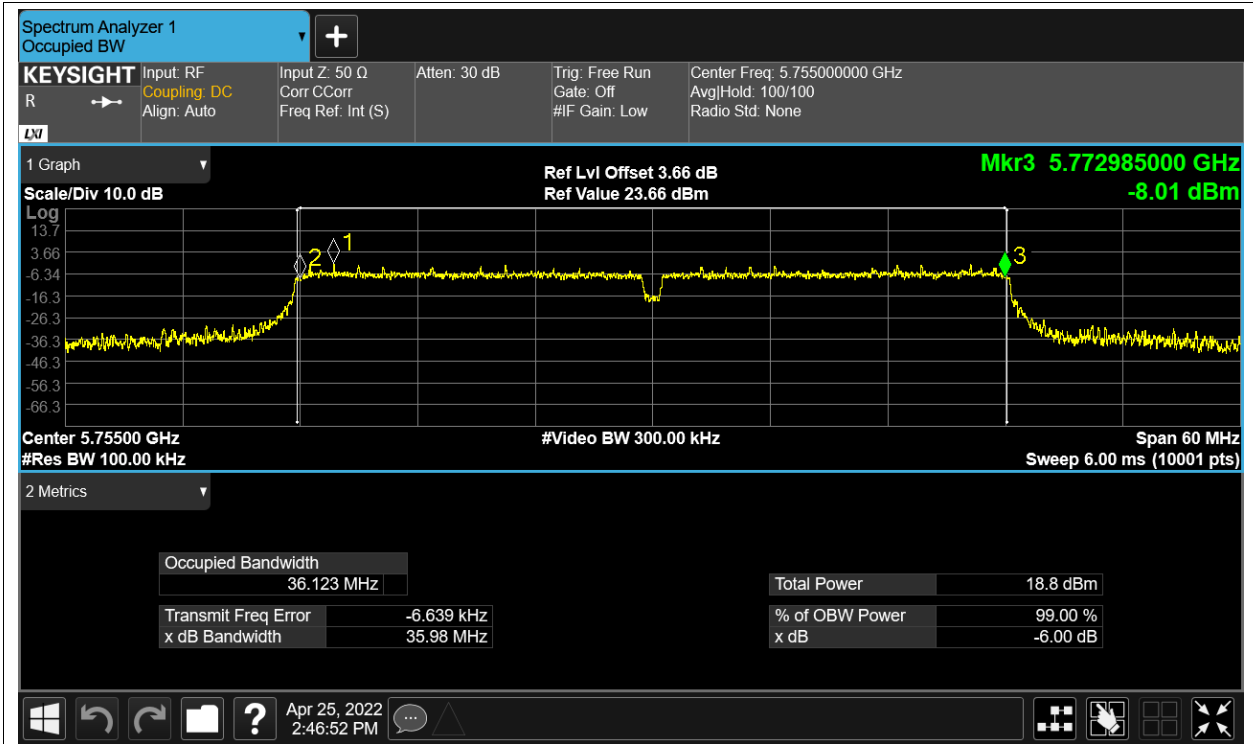 Spectrum Analyzer 1
Occupied BW
KEYSIGHT
R
LXI
Input: RF
Coupling: DC
Align: Auto
Input Z: 50 Ω
Corr CCorr
Freq Ref: Int (S)
Atten: 30 dB
Trig: Free Run
Gate: Off
#IF Gain: Low
Center Freq: 5.755000000 GHz
Avg|Hold: 100/100
Radio Std: None
1 Graph
Scale/Div 10.0 dB
Ref Lvl Offset 3.66 dB
Ref Value 23.66 dBm
Mkr3 5.772985000 GHz
-8.01 dBm
Log
13.7
3.66
-6.34
-16.3
-26.3
-36.3
-46.3
-56.3
-66.3
2
1
3
Center 5.75500 GHz
#Res BW 100.00 kHz
#Video BW 300.00 kHz
Span 60 MHz
Sweep 6.00 ms (10001 pts)
2 Metrics
Occupied Bandwidth
36.123 MHz
Transmit Freq Error -6.639 kHz
x dB Bandwidth 35.98 MHz
Total Power 18.8 dBm
% of OBW Power 99.00 %
x dB -6.00 dB
?
Apr 25, 2022
2:46:52 PM